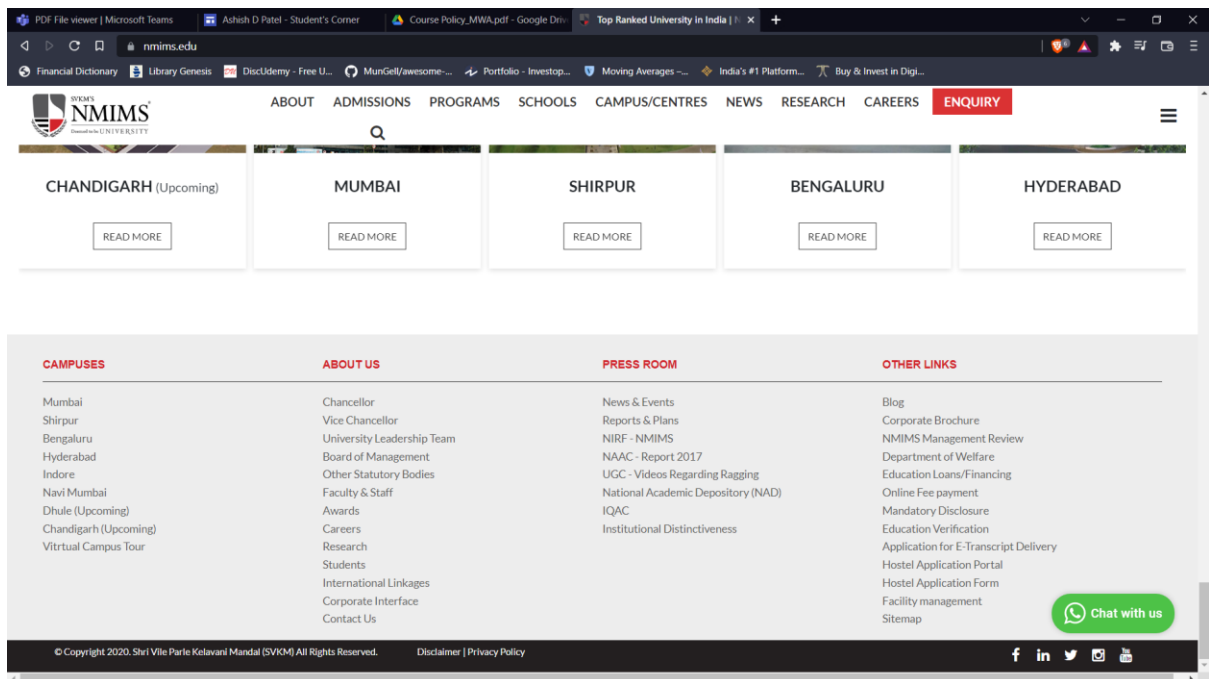 PDF File viewer | Microsoft Teams Ashish D Patel - Student's Corner Course Policy_MWA.pdf - Google Driv Top Ranked University in India |
nmims.edu
Financial Dictionary Library Genesis DiscUdemy - Free U... MunGell/awesome-... Portfolio - Investop... Moving Averages –... India's #1 Platform... Buy & Invest in Digi...
SVKM'S
NMIMS
Deemed to be UNIVERSITY
ABOUT ADMISSIONS PROGRAMS SCHOOLS CAMPUS/CENTRES NEWS RESEARCH CAREERS ENQUIRY
CHANDIGARH (Upcoming) MUMBAI SHIRPUR BENGALURU HYDERABAD
READ MORE READ MORE READ MORE READ MORE READ MORE
CAMPUSES
Mumbai
Shirpur
Bengaluru
Hyderabad
Indore
Navi Mumbai
Dhule (Upcoming)
Chandigarh (Upcoming)
Vitrtual Campus Tour
ABOUT US
Chancellor
Vice Chancellor
University Leadership Team
Board of Management
Other Statutory Bodies
Faculty & Staff
Awards
Careers
Research
Students
International Linkages
Corporate Interface
Contact Us
PRESS ROOM
News & Events
Reports & Plans
NIRF - NMIMS
NAAC - Report 2017
UGC - Videos Regarding Ragging
National Academic Depository (NAD)
IQAC
Institutional Distinctiveness
OTHER LINKS
Blog
Corporate Brochure
NMIMS Management Review
Department of Welfare
Education Loans/Financing
Online Fee payment
Mandatory Disclosure
Education Verification
Application for E-Transcript Delivery
Hostel Application Portal
Hostel Application Form
Facility management
Sitemap
Chat with us
© Copyright 2020. Shri Vile Parle Kelavani Mandal (SVKM) All Rights Reserved. Disclaimer | Privacy Policy